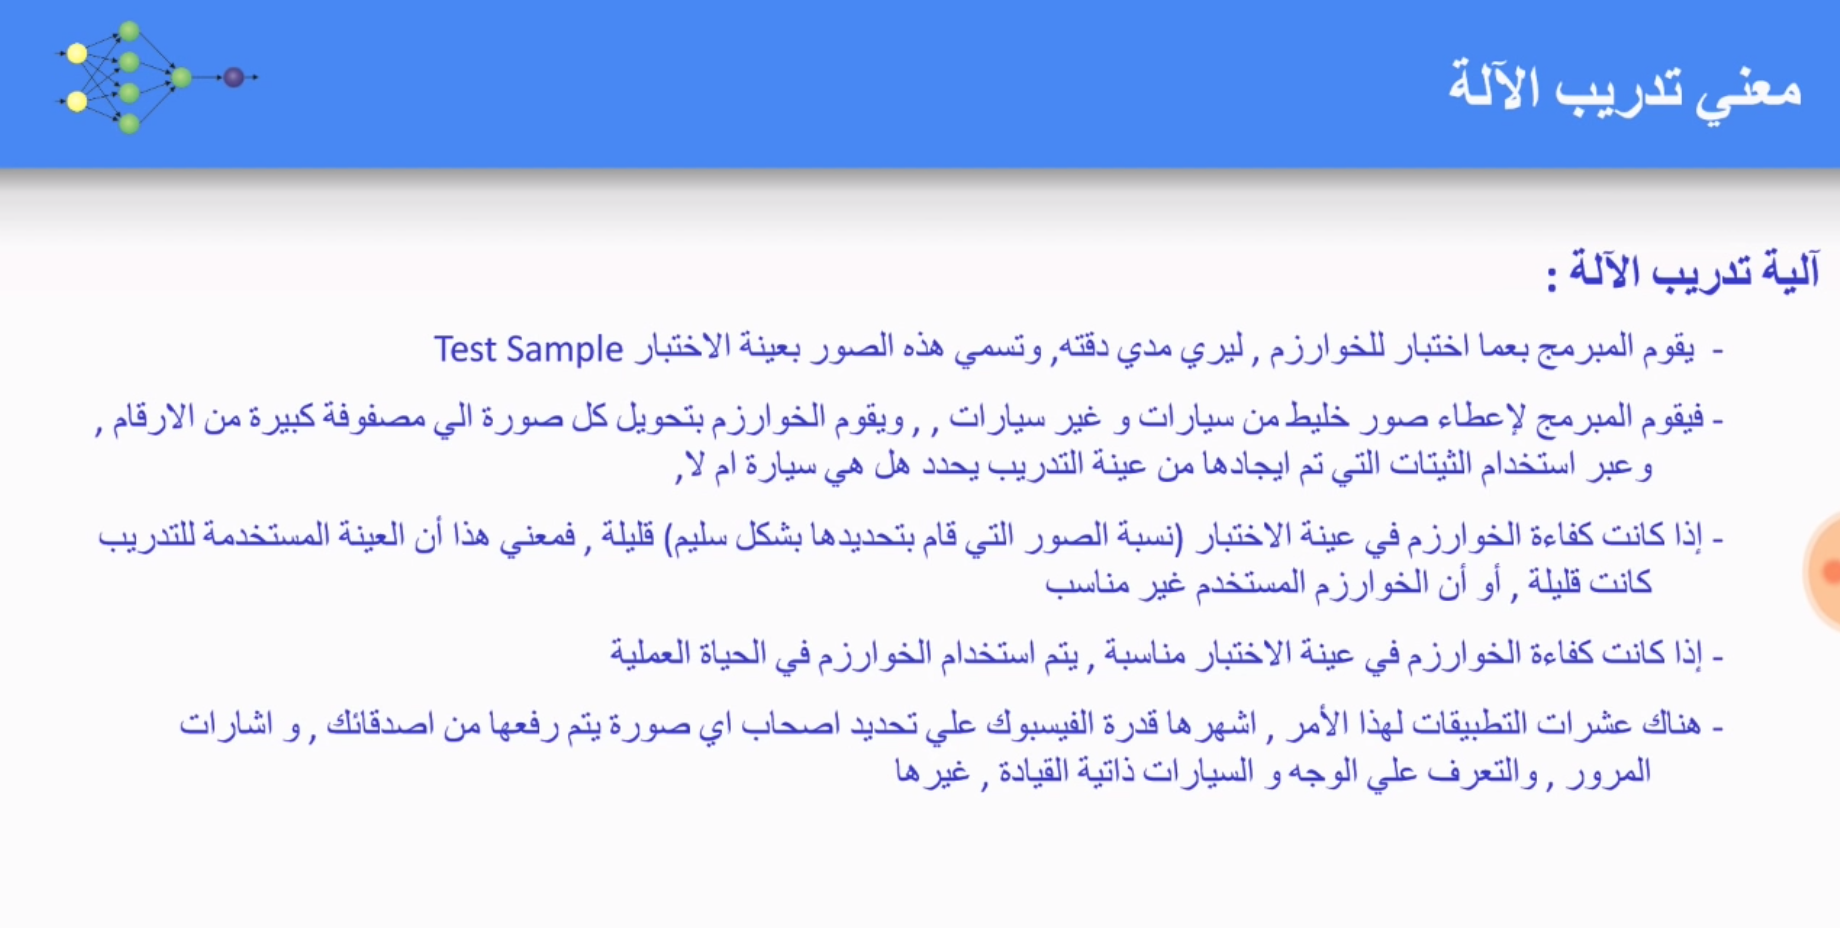 معني تدريب الآلة
آلية تدريب الآلة :
- يقوم المبرمج بعما اختبار للخوارزم , ليري مدي دقته, وتسمي هذه الصور بعينة الاختبار Test Sample
- فيقوم المبرمج لإعطاء صور خليط من سيارات و غير سيارات , , ويقوم الخوارزم بتحويل كل صورة الي مصفوفة كبيرة من الارقام ,
وعبر استخدام الثيتات التي تم ايجادها من عينة التدريب يحدد هل هي سيارة ام لا,
- إذا كانت كفاءة الخوارزم في عينة الاختبار (نسبة الصور التي قام بتحديدها بشكل سليم) قليلة , فمعني هذا أن العينة المستخدمة للتدريب
كانت قليلة , أو أن الخوارزم المستخدم غير مناسب
- إذا كانت كفاءة الخوارزم في عينة الاختبار مناسبة , يتم استخدام الخوارزم في الحياة العملية
- هناك عشرات التطبيقات لهذا الأمر , اشهرها قدرة الفيسبوك علي تحديد اصحاب اي صورة يتم رفعها من اصدقائك , و اشارات
المرور , والتعرف علي الوجه و السيارات ذاتية القيادة , غيرها